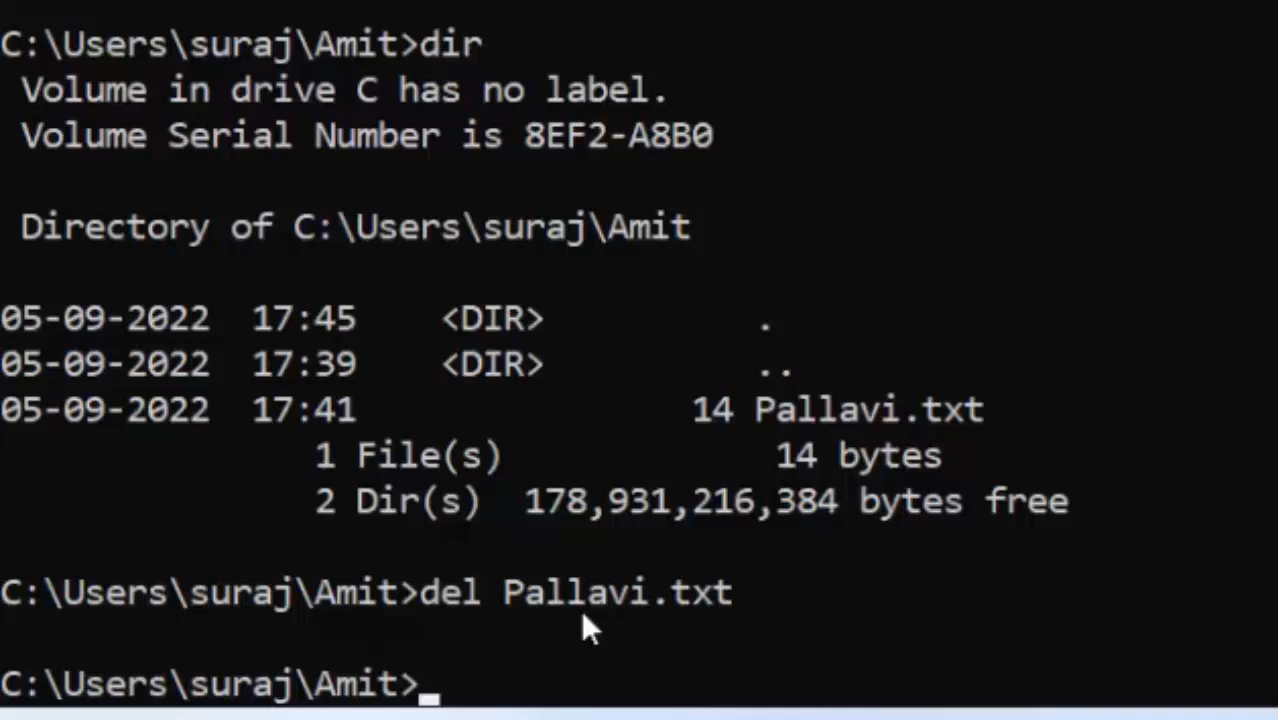 C:\Users\suraj\Amit>dir
Volume in drive C has no label.
Volume Serial Number is 8EF2-A8B0
Directory of C:\Users\suraj\Amit
05-09-2022 17:45 <DIR> .
05-09-2022 17:39 <DIR> ..
05-09-2022 17:41 14 Pallavi.txt
1 File(s) 14 bytes
2 Dir(s) 178,931,216,384 bytes free
C:\Users\suraj\Amit>del Pallavi.txt
C:\Users\suraj\Amit>